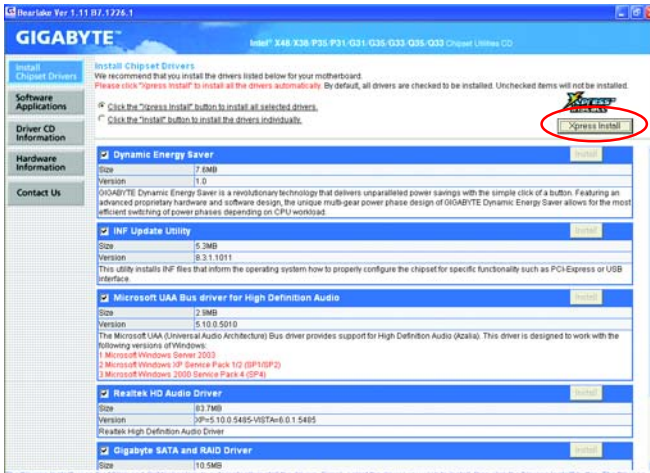 Bearlake Ver 1.11 B7.1226.1
GIGABYTE™
Intel® X48/X38/P35/P31/G31/G35/G33/Q35/Q33 Chipset Utilities CD
Install
Chipset Drivers
Software
Applications
Driver CD
Information
Hardware
Information
Contact Us
Install Chipset Drivers
We recommend that you install the drivers listed below for your motherboard.
Please click "Xpress Install" to install all the drivers automatically. By default, all drivers are checked to be installed. Unchecked items will not be installed.
Click the "Xpress Install" button to install all selected drivers.
Click the "Install" button to install the drivers individually.
Xpress
Install
Xpress Install
Dynamic Energy Saver
Install
Size 7.6MB
Version 1.0
GIGABYTE Dynamic Energy Saver is a revolutionary technology that delivers unparalleled power savings with the simple click of a button. Featuring an
advanced proprietary hardware and software design, the unique multi-gear power phase design of GIGABYTE Dynamic Energy Saver allows for the most
efficient switching of power phases depending on CPU workload.
INF Update Utility
Install
Size 5.3MB
Version 8.3.1.1011
This utility installs INF files that inform the operating system how to properly configure the chipset for specific functionality such as PCI-Express or USB
interface.
Microsoft UAA Bus driver for High Definition Audio
Install
Size 2.9MB
Version 5.10.0.5010
The Microsoft UAA (Universal Audio Architecture) Bus driver provides support for High Definition Audio (Azalia). This driver is designed to work with the
following versions of Windows:
1.Microsoft Windows Server 2003
2.Microsoft Windows XP Service Pack 1/2 (SP1/SP2)
3.Microsoft Windows 2000 Service Pack 4 (SP4)
Realtek HD Audio Driver
Install
Size 83.7MB
Version XP=5.10.0.5485-VISTA=6.0.1.5485
Realtek High Definition Audio Driver
Gigabyte SATA and RAID Driver
Install
Size 10.5MB